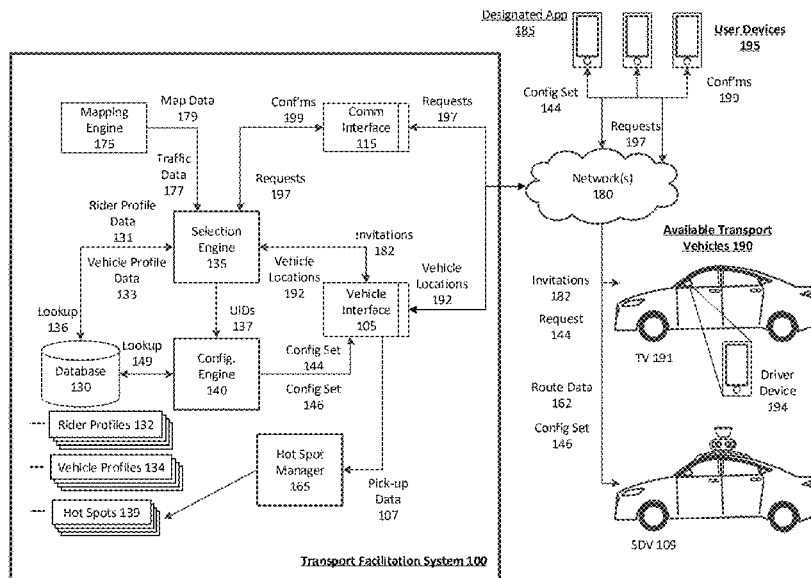 Designated App
185
User Devices
195
Config Set
144
Conf'ms
199
Requests
197
Network(s)
180
Mapping
Engine
175
Map Data
179
Conf'ms
199
Comm
Interface
115
Requests
197
Traffic
Data
177
Requests
197
Rider Profile
Data
131
Vehicle Profile
Data
133
Selection
Engine
135
Invitations
182
Vehicle
Locations
192
Vehicle
Interface
105
Vehicle
Locations
192
Available Transport
Vehicles 190
Invitations
182
Request
144
TV 191
Driver
Device
194
Lookup
136
UIDs
137
Lookup
149
Database
130
Config.
Engine
140
Config Set
144
Config Set
146
Route Data
162
Config Set
146
Rider Profiles 132
Vehicle Profiles 134
Hot Spots 139
Hot Spot
Manager
165
Pick-up
Data
107
SDV 109
Transport Facilitation System 100